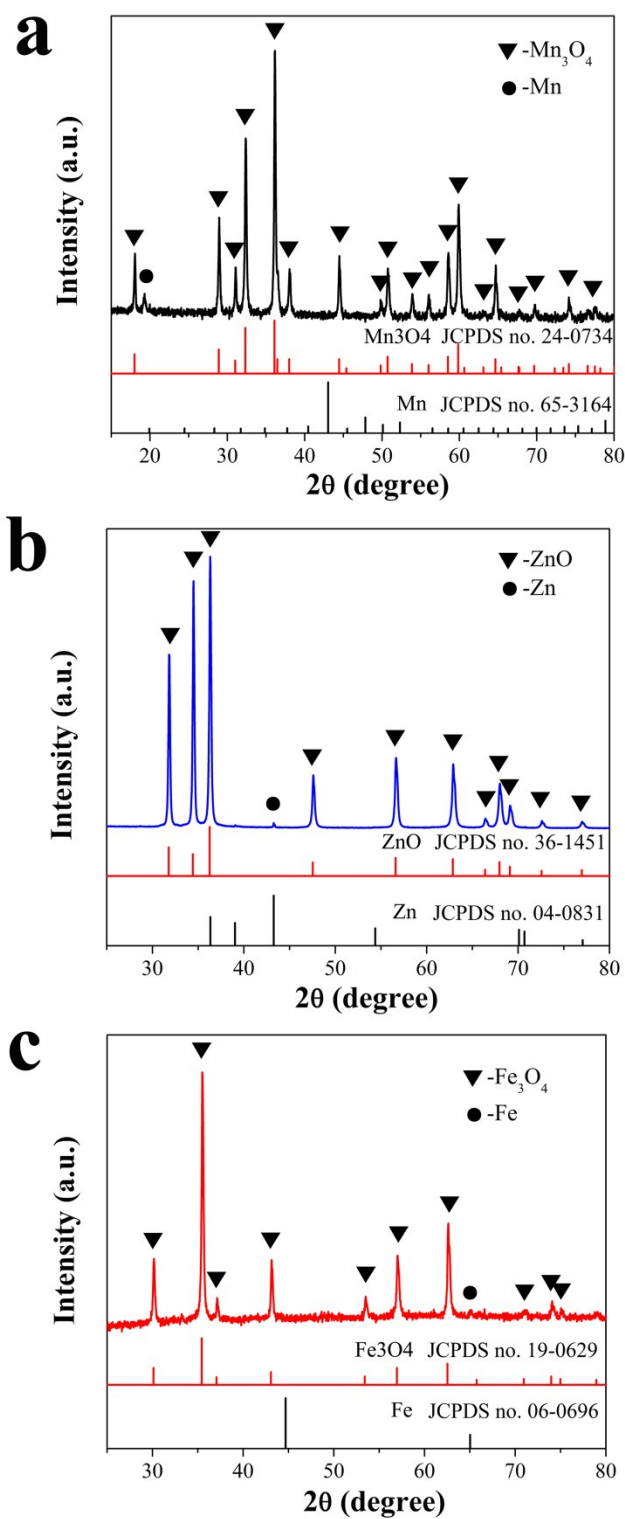 a
▼-Mn₃O₄
●-Mn
Intensity (a.u.)
Mn3O4 JCPDS no. 24-0734
Mn JCPDS no. 65-3164
20 30 40 50 60 70 80
2θ (degree)
b
▼-ZnO
●-Zn
Intensity (a.u.)
ZnO JCPDS no. 36-1451
Zn JCPDS no. 04-0831
30 40 50 60 70 80
2θ (degree)
c
▼-Fe₃O₄
●-Fe
Intensity (a.u.)
Fe3O4 JCPDS no. 19-0629
Fe JCPDS no. 06-0696
30 40 50 60 70 80
2θ (degree)